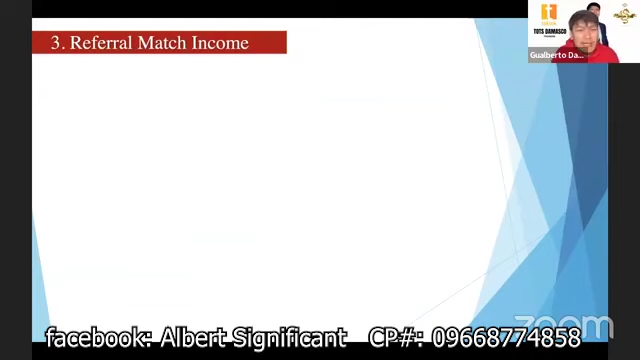 3. Referral Match Income
TOTS DAMASCO
Gualberto Da...
zoom
facebook: Albert Significant CP#: 09668774858